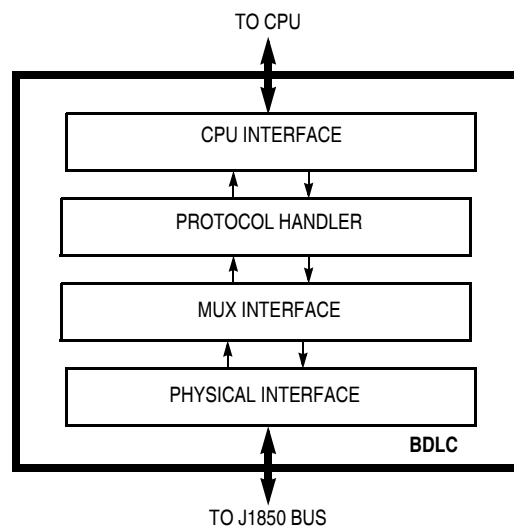 TO CPU
CPU INTERFACE
PROTOCOL HANDLER
MUX INTERFACE
PHYSICAL INTERFACE
BDLC
TO J1850 BUS